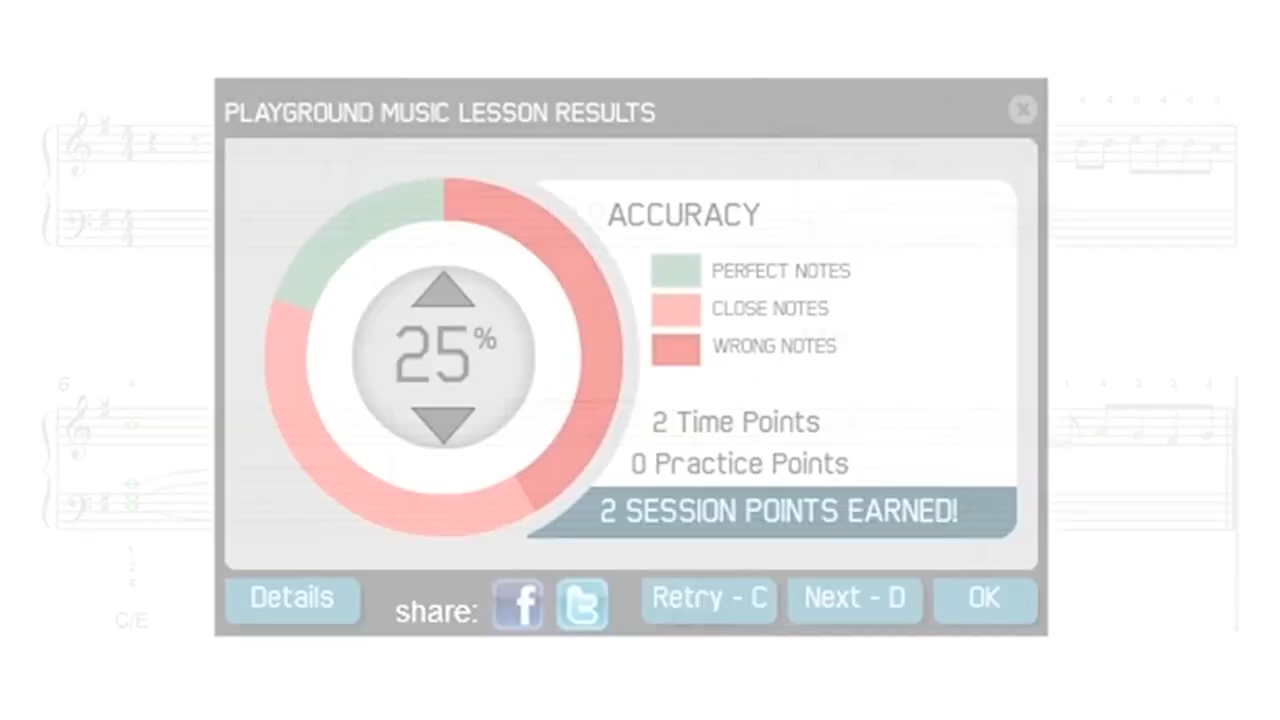 PLAYGROUND MUSIC LESSON RESULTS
ACCURACY
PERFECT NOTES
CLOSE NOTES
WRONG NOTES
25%
2 Time Points
0 Practice Points
2 SESSION POINTS EARNED!
Details
share:
Retry - C
Next - D
OK
6
C/E